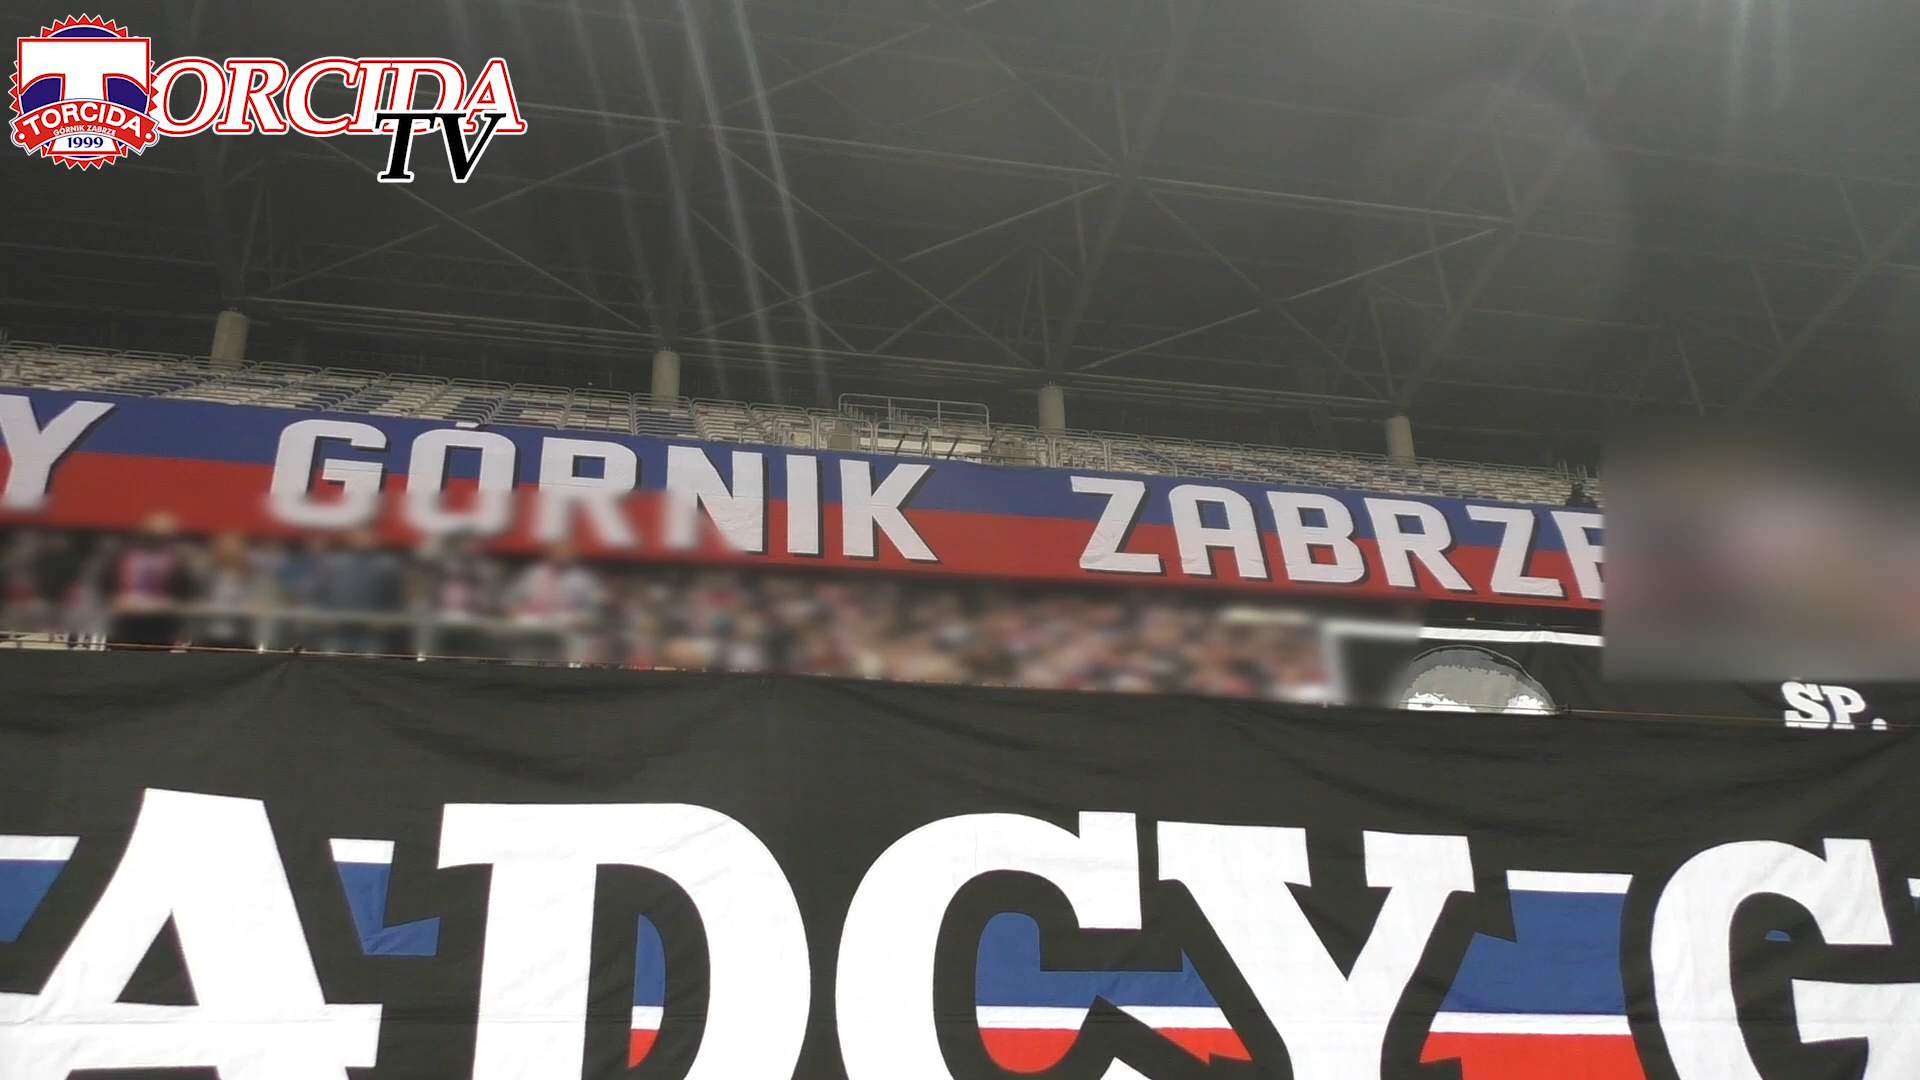 TORCIDA
TV
TORCIDA
GÓRNIK ZABRZE
1999
Y GÓRNIK ZABRZE
SP.
ADCY G